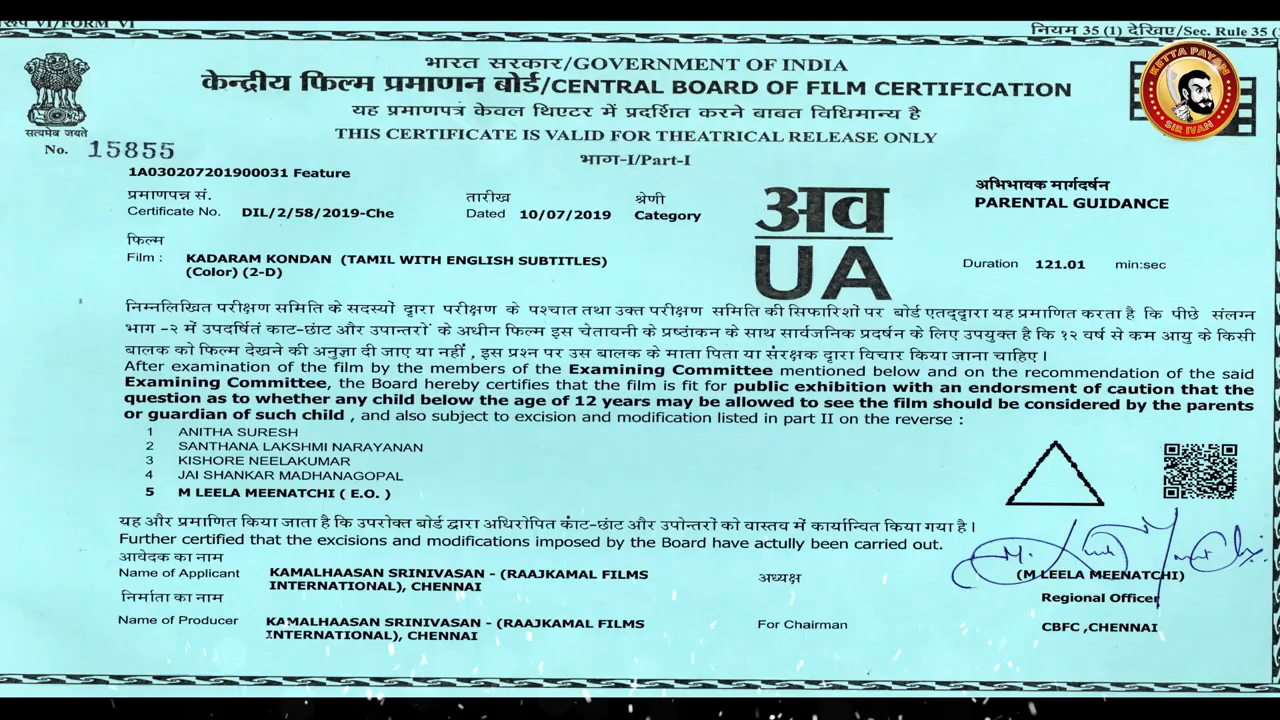 VI/FORM VI
नियम 35 (1) देखिए/Sec. Rule 35 (
भारत सरकार/GOVERNMENT OF INDIA
केन्द्रीय फिल्म प्रमाणन बोर्ड/CENTRAL BOARD OF FILM CERTIFICATION
यह प्रमाणपत्र केवल थिएटर में प्रदर्शित करने बाबत विधिमान्य है
THIS CERTIFICATE IS VALID FOR THEATRICAL RELEASE ONLY
भाग-I/Part-I
KETTA PAYAN
SIR IVAN
सत्यमेव जयते
No. 15855
1A030207201900031 Feature
प्रमाणपन्न सं. तारीख श्रेणी
Certificate No. DIL/2/58/2019-Che Dated 10/07/2019 Category
अव
UA
अभिभावक मार्गदर्षन
PARENTAL GUIDANCE
फिल्म
Film : KADARAM KONDAN (TAMIL WITH ENGLISH SUBTITLES)
(Color) (2-D)
Duration 121.01 min:sec
निम्नलिखित परीक्षण समिति के सदस्यों द्वारा परीक्षण के पश्चात तथा उक्त परीक्षण समिति की सिफारिशों पर बोर्ड एतद्द्वारा यह प्रमाणित करता है कि पीछे संलग्न
भाग -२ में उपदर्षित काट-छांट और उपान्तरों के अधीन फिल्म इस चेतावनी के प्रष्ठाकन के साथ सार्वजनिक प्रदर्षन के लिए उपयुक्त है कि १२ वर्ष से कम आयु के किसी
बालक को फिल्म देखने की अनुज्ञा दी जाए या नहीं , इस प्रश्न पर उस बालक के माता पिता या संरक्षक द्वारा विचार किया जाना चाहिए ।
After examination of the film by the members of the Examining Committee mentioned below and on the recommendation of the said
Examining Committee, the Board hereby certifies that the film is fit for public exhibition with an endorsment of caution that the
question as to whether any child below the age of 12 years may be allowed to see the film should be considered by the parents
or guardian of such child , and also subject to excision and modification listed in part II on the reverse :
1 ANITHA SURESH
2 SANTHANA LAKSHMI NARAYANAN
3 KISHORE NEELAKUMAR
4 JAI SHANKAR MADHANAGOPAL
5 M LEELA MEENATCHI ( E.O. )
यह और प्रमाणित किया जाता है कि उपरोक्त बोर्ड द्वारा अधिरोपित कांट-छांट और उपोन्तरों को वास्तव में कार्यान्वित किया गया है ।
Further certified that the excisions and modifications imposed by the Board have actully been carried out.
आवेदक का नाम
Name of Applicant KAMALHAASAN SRINIVASAN - (RAAJKAMAL FILMS
INTERNATIONAL), CHENNAI
अध्यक्ष
(M LEELA MEENATCHI)
Regional Officer
निर्माता का नाम
Name of Producer KAMALHAASAN SRINIVASAN - (RAAJKAMAL FILMS
INTERNATIONAL), CHENNAI
For Chairman
CBFC ,CHENNAI